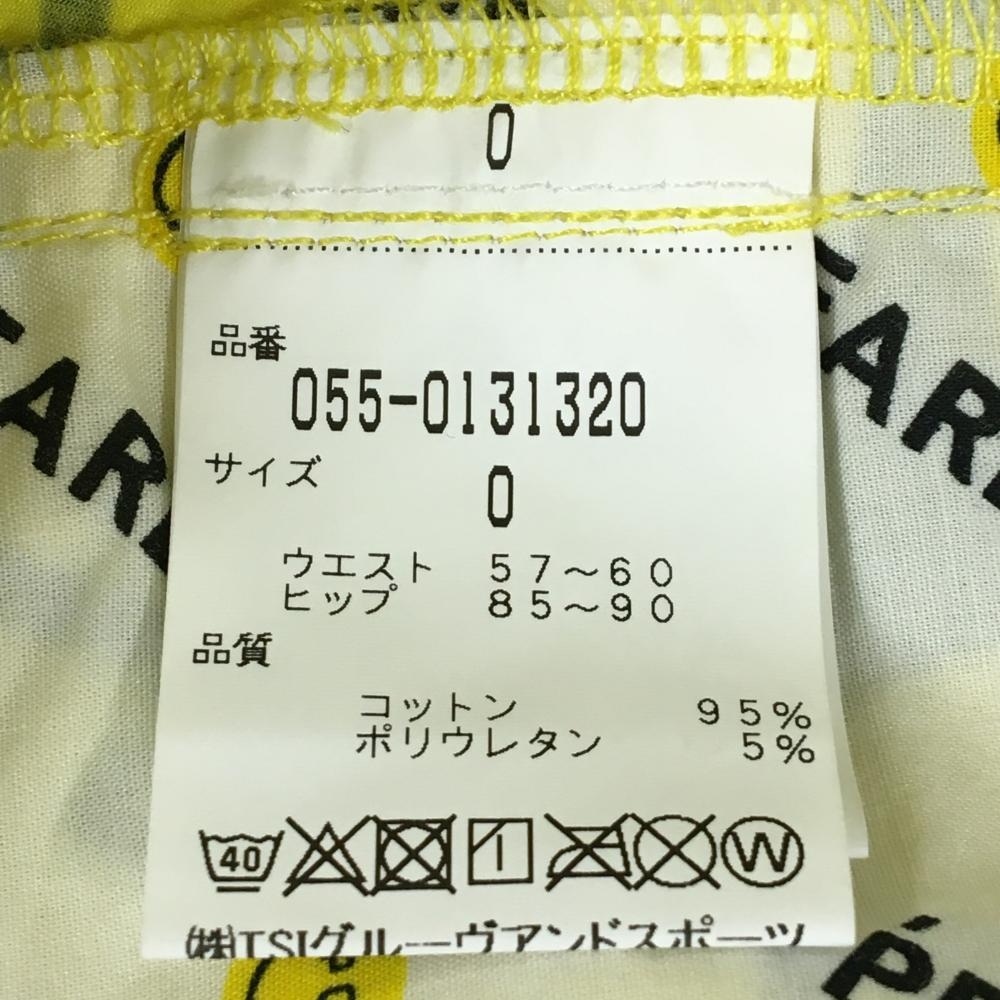 0
品番
055-0131320
サイズ
0
ウエスト 57～60
ヒップ 85～90
品質
コットン 95%
ポリウレタン 5%
40
W
㈱TSIグルーヴアンドスポーツ